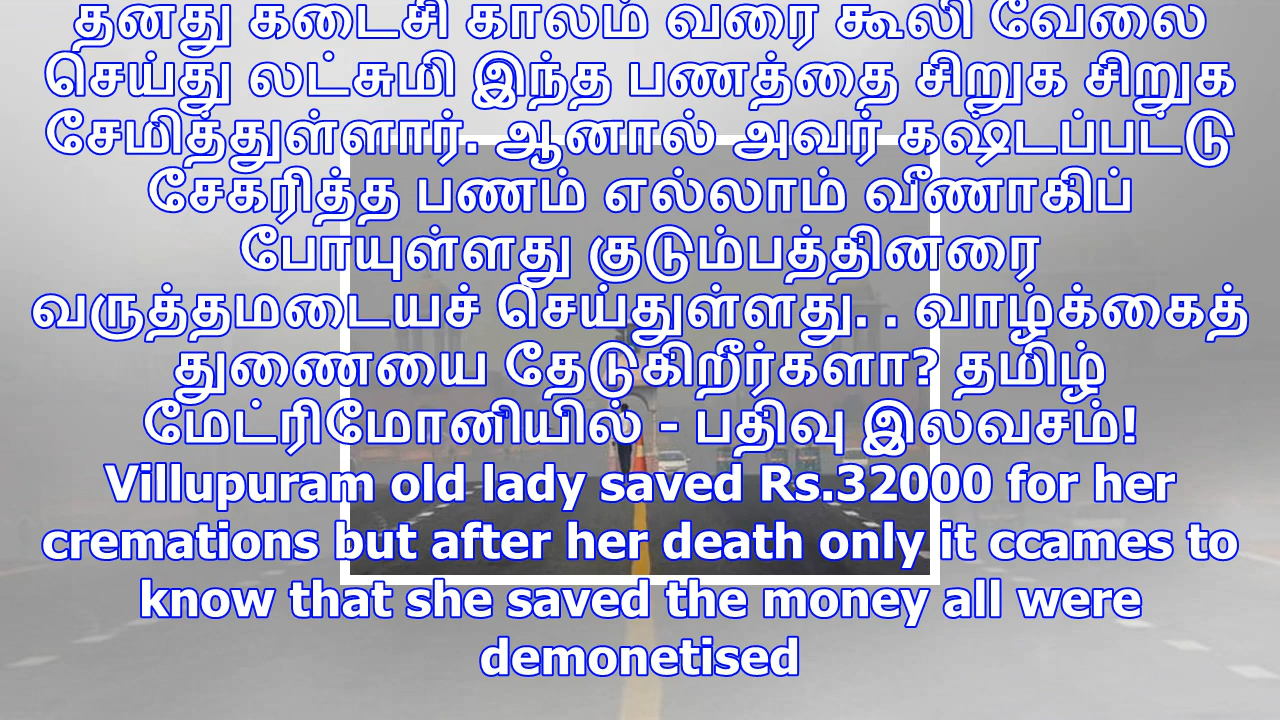 தனது கடைசி காலம் வரை கூலி வேலை
செய்து லட்சுமி இந்த பணத்தை சிறுக சிறுக
சேமித்துள்ளார். ஆனால் அவர் கஷ்டப்பட்டு
சேகரித்த பணம் எல்லாம் வீணாகிப்
போயுள்ளது குடும்பத்தினரை
வருத்தமடையச் செய்துள்ளது. . வாழ்க்கைத்
துணையை தேடுகிறீர்களா? தமிழ்
மேட்ரிமோனியில் - பதிவு இலவசம்!
Villupuram old lady saved Rs.32000 for her
cremations but after her death only it ccames to
know that she saved the money all were
demonetised